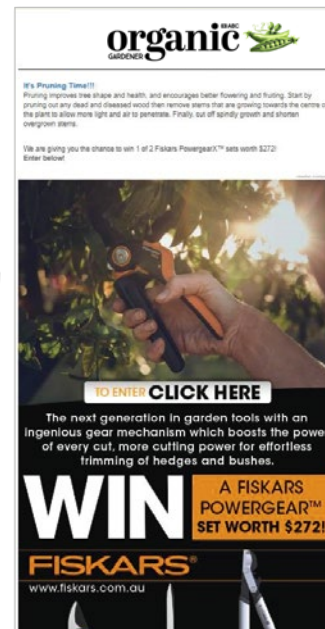 ABC
organic
GARDENER
It's Pruning Time!!!
Pruning improves tree shape and health, and encourages better flowering and fruiting. Start by
pruning out any dead and diseased wood then remove stems that are growing towards the centre
the plant to allow more light and air to penetrate. Finally, cut off spindly growth and shorten
overgrown stems.
We are giving you the chance to win 1 of 2 Fiskars PowergearX™ sets worth $272!
Enter below!
TO ENTER CLICK HERE
The next generation in garden tools with an
ingenious gear mechanism which boosts the powe
of every cut, more cutting power for effortless
trimming of hedges and bushes.
WIN
A FISKARS
POWERGEAR™
SET WORTH $272!
FISKARS®
www.fiskars.com.au